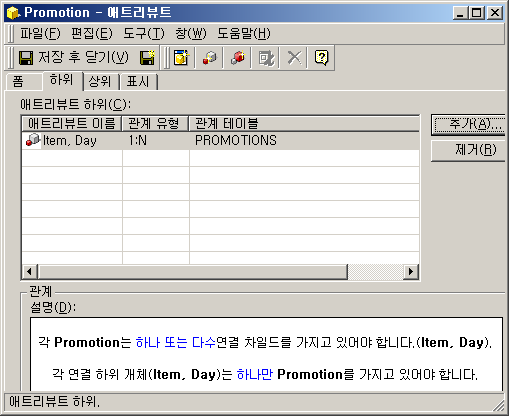 Promotion - 애트리뷰트
파일(F) 편집(E) 도구(T) 창(W) 도움말(H)
저장 후 닫기(V)
폼 하위 상위 표시
애트리뷰트 하위(C):
애트리뷰트 이름 관계 유형 관계 테이블
Item, Day 1:N PROMOTIONS
추가(A)...
제거(R)
관계
설명(D):
각 Promotion는 하나 또는 다수연결 차일드를 가지고 있어야 합니다.(Item, Day).
각 연결 하위 개체(Item, Day)는 하나만 Promotion를 가지고 있어야 합니다.
애트리뷰트 하위.